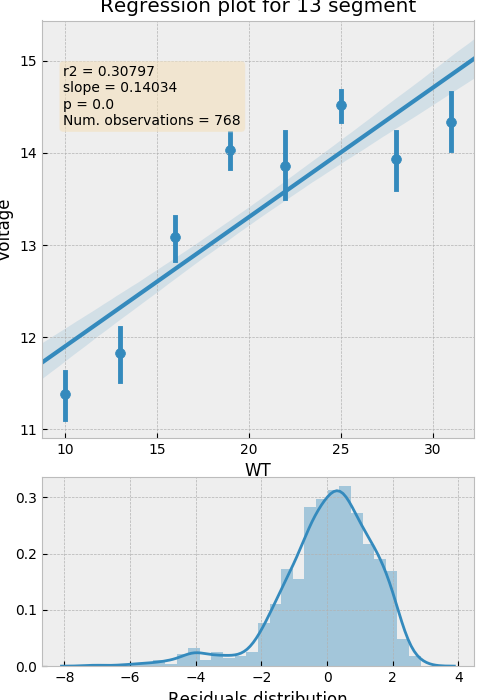 Regression plot for 13 segment
15
r2 = 0.30797
slope = 0.14034
p = 0.0
Num. observations = 768
14
Voltage
13
12
11
10 15 20 25 30
WT
0.3
0.2
0.1
0.0
−8 −6 −4 −2 0 2 4
Residuals distribution